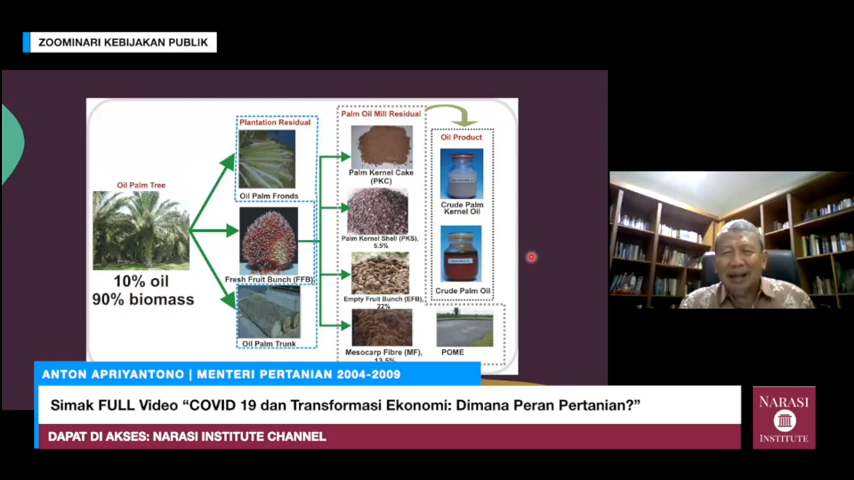 ZOOMINARI KEBIJAKAN PUBLIK
Oil Palm Tree
10% oil
90% biomass
Plantation Residual
Oil Palm Fronds
Fresh Fruit Bunch (FFB)
Oil Palm Trunk
Palm Oil Mill Residual
Palm Kernel Cake
(PKC)
Palm Kernel Shell (PKS),
5.5%
Empty Fruit Bunch (EFB),
22%
Mesocarp Fibre (MF),
13.5%
POME
Oil Product
Crude Palm
Kernel Oil
Crude Palm Oil
ANTON APRIYANTONO | MENTERI PERTANIAN 2004-2009
Simak FULL Video “COVID 19 dan Transformasi Ekonomi: Dimana Peran Pertanian?”
DAPAT DI AKSES: NARASI INSTITUTE CHANNEL
NARASI
INSTITUTE